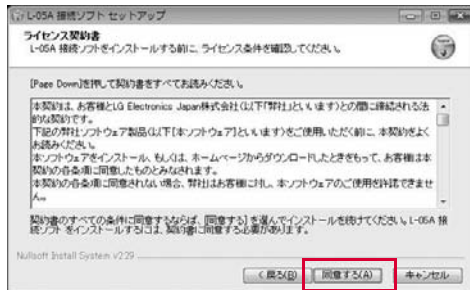 L-05A 接続ソフト セットアップ
ライセンス契約書
L-05A 接続ソフトをインストールする前に、ライセンス条件を確認してください。
[Page Down]を押して契約書をすべてお読みください。
本契約は、お客様とLG Electronics Japan株式会社(以下「弊社」といいます)との間に締結される法
的な契約です。
下記の弊社ソフトウェア製品(以下「本ソフトウェア」といいます)をご使用いただく前に、本契約をよく
お読みください。
本ソフトウェアをインストール、もしくは、ホームページからダウンロードしたときをもって、お客様は本
契約の各条項に同意したものとみなされます。
本契約の各条項に同意されない場合、弊社はお客様に対し、本ソフトウェアのご使用を許諾できませ
ん。
契約書のすべての条件に同意するならば、[同意する] を選んでインストールを続けてください。L-05A 接
続ソフト をインストールするには、契約書に同意する必要があります。
Nullsoft Install System v2.29
< 戻る(B)
同意する(A)
キャンセル